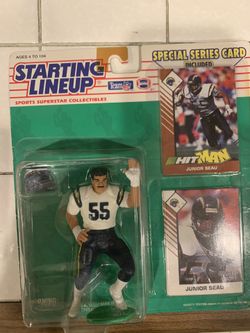 AGES 4 TO 104
SPECIAL SERIES CARD
INCLUDED
STARTING
LINEUP
SPORTS SUPERSTAR COLLECTIBLES
HITMAN
JUNIOR SEAU
55
JUNIOR SEAU